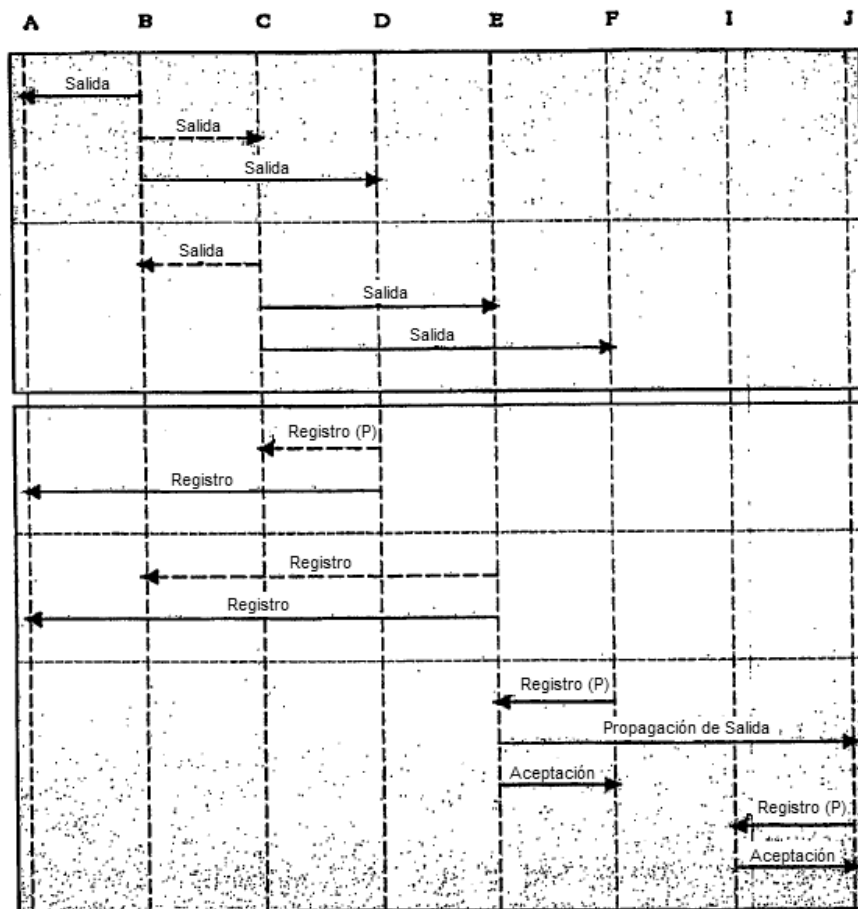 A B C D E F I J
Salida
Salida
Salida
Salida
Salida
Salida
Registro (P)
Registro
Registro
Registro
Registro (P)
Propagación de Salida
Aceptación
Registro (P)
Aceptación